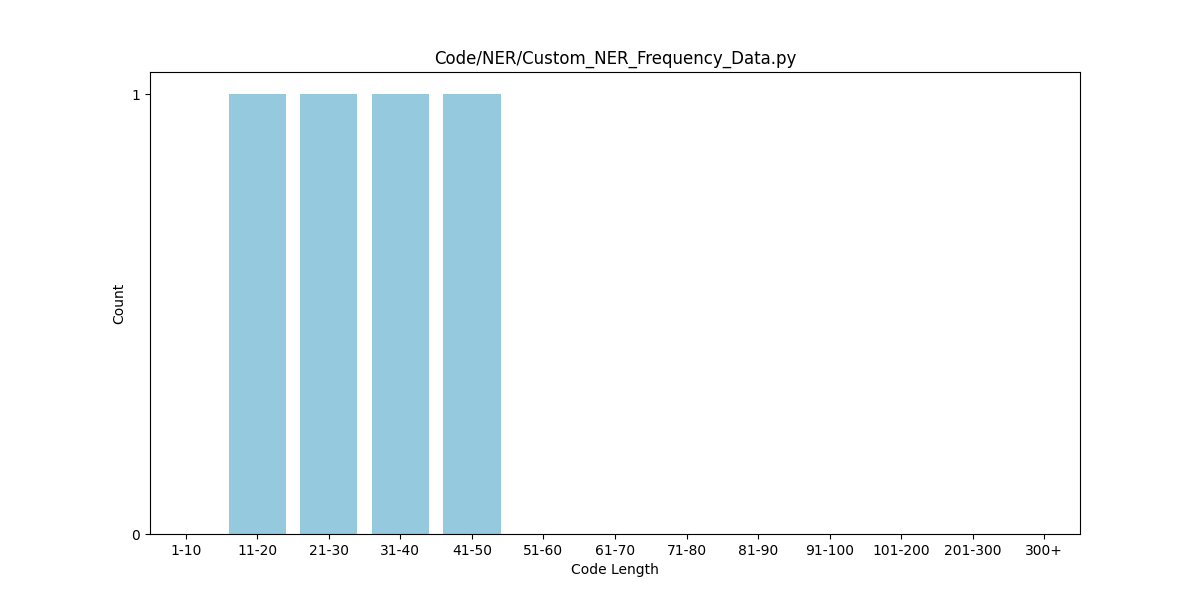 Code/NER/Custom_NER_Frequency_Data.py
1
Count
0
1-10 11-20 21-30 31-40 41-50 51-60 61-70 71-80 81-90 91-100 101-200 201-300 300+
Code Length